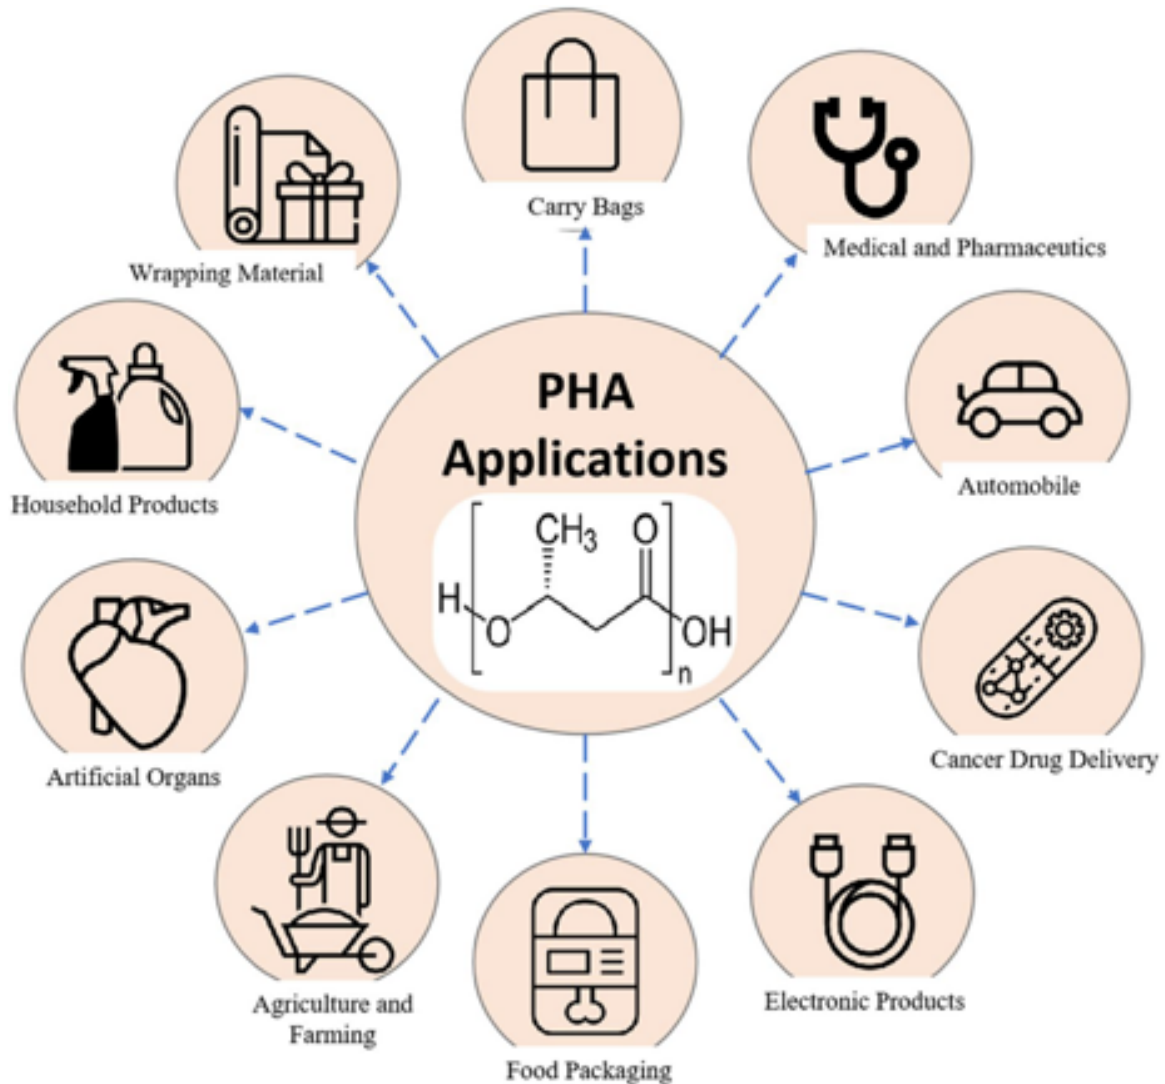 PHA
Applications
CH3
O
H
O
OH
n
Carry Bags
Medical and Pharmaceutics
Automobile
Cancer Drug Delivery
Electronic Products
Food Packaging
Agriculture and
Farming
Artificial Organs
Household Products
Wrapping Material